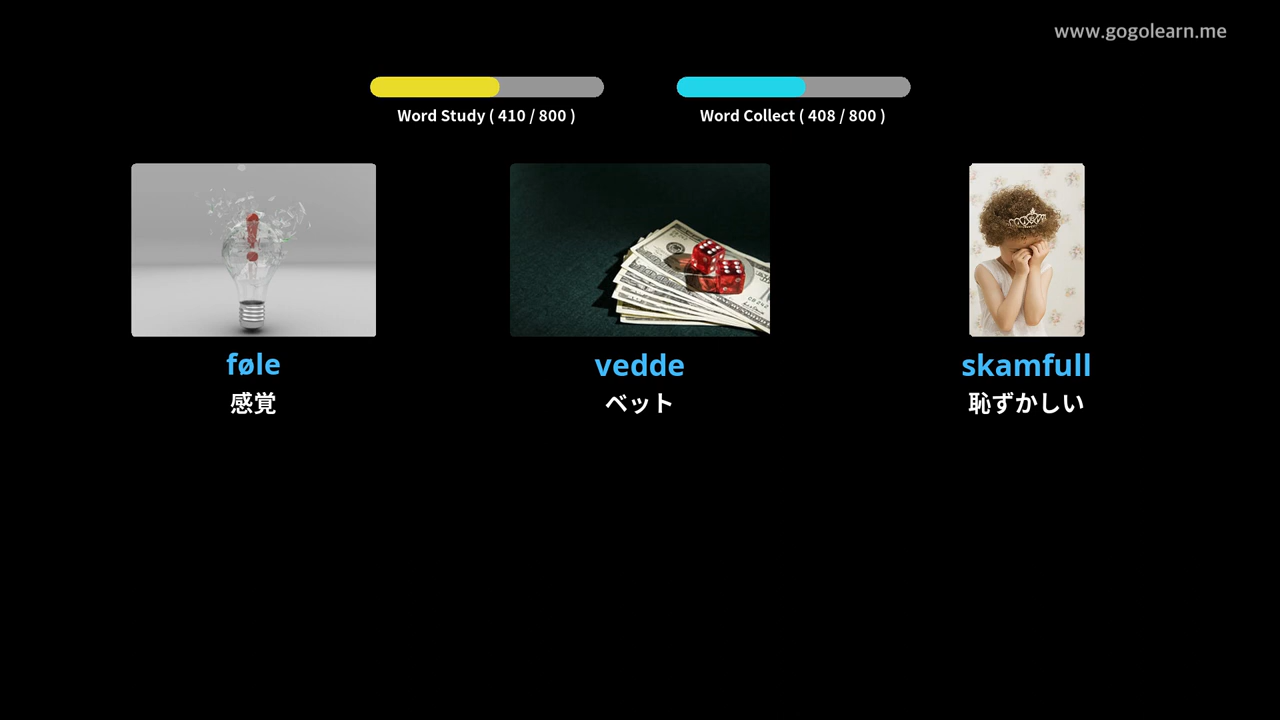 www.gogolearn.me
Word Study ( 410 / 800 )
Word Collect ( 408 / 800 )
føle
vedde
skamfull
感覚
ベット
恥ずかしい